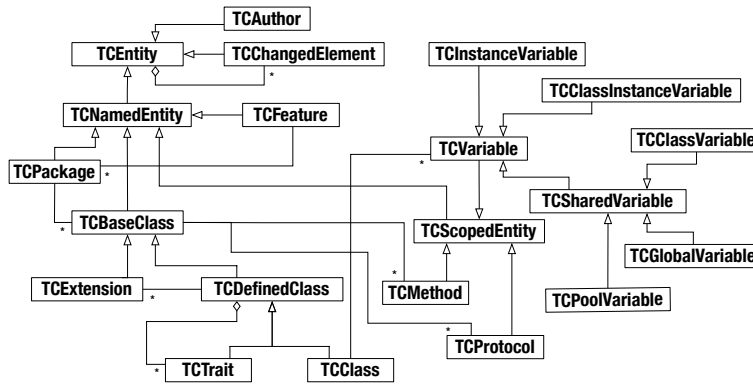 TCAuthor
TCEntity
TCChangedElement
*
TCInstanceVariable
TCClassInstanceVariable
TCNamedEntity
TCFeature
TCClassVariable
TCVariable
*
TCPackage
*
TCSharedVariable
*
TCBaseClass
TCScopedEntity
TCGlobalVariable
*
TCExtension
*
TCDefinedClass
TCMethod
TCPoolVariable
*
TCProtocol
*
TCTrait
TCClass